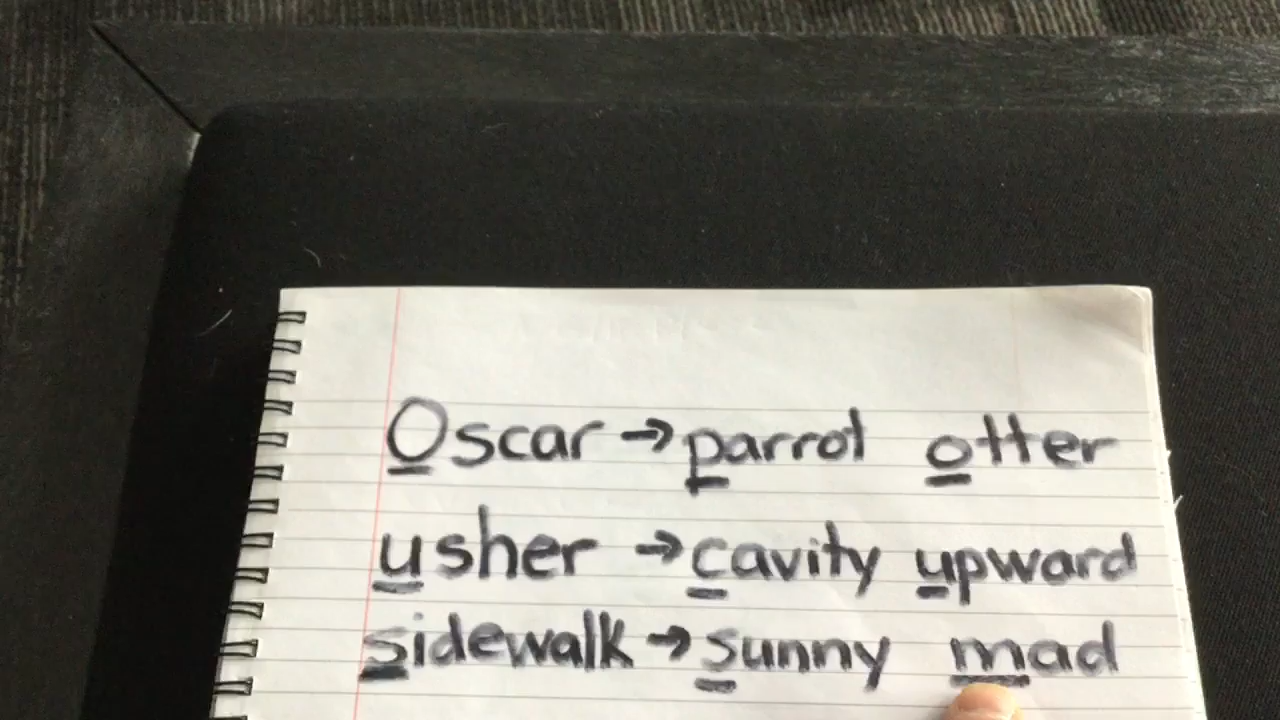 Oscar → parrot otter
usher → cavity upward
sidewalk → sunny mad